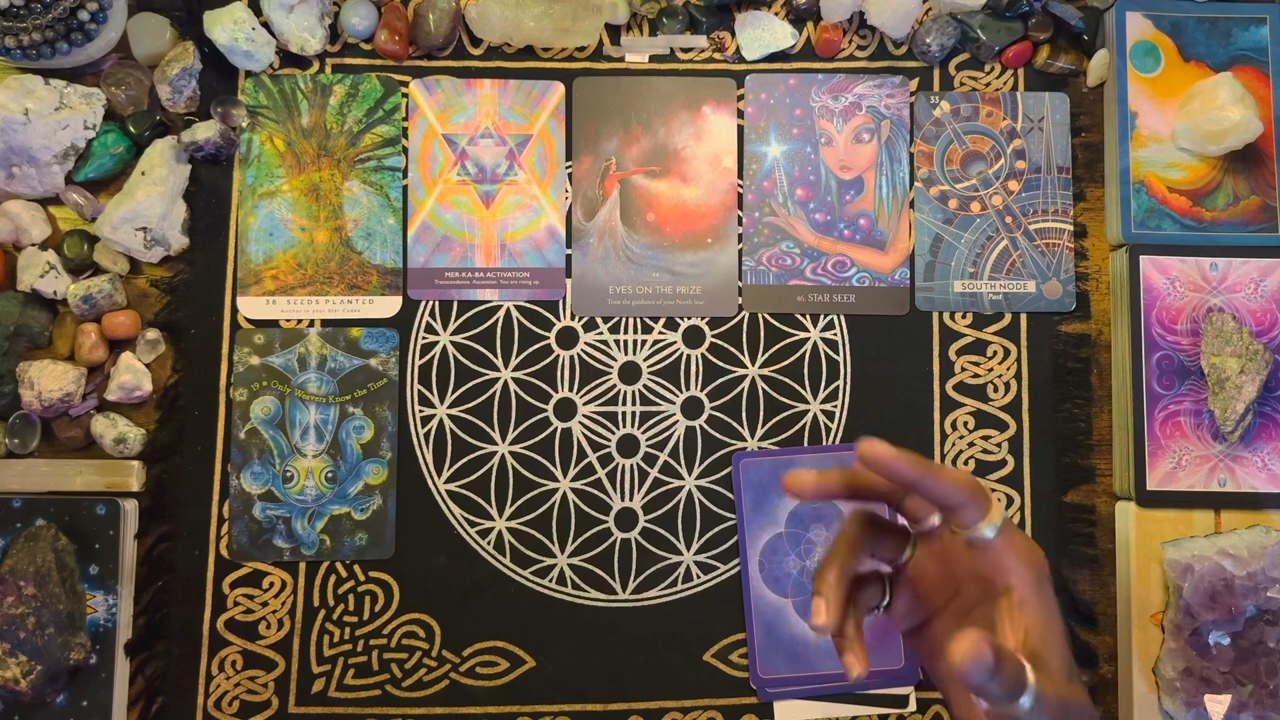 38. SEEDS PLANTED
Anchor in your Star Codes
MER-KA-BA ACTIVATION
Transcendence. Ascension. You are rising up.
EYES ON THE PRIZE
Trust the guidance of your North Star
46. STAR SEER
33
SOUTH NODE
Past
19 * Only Weavers Know the Time